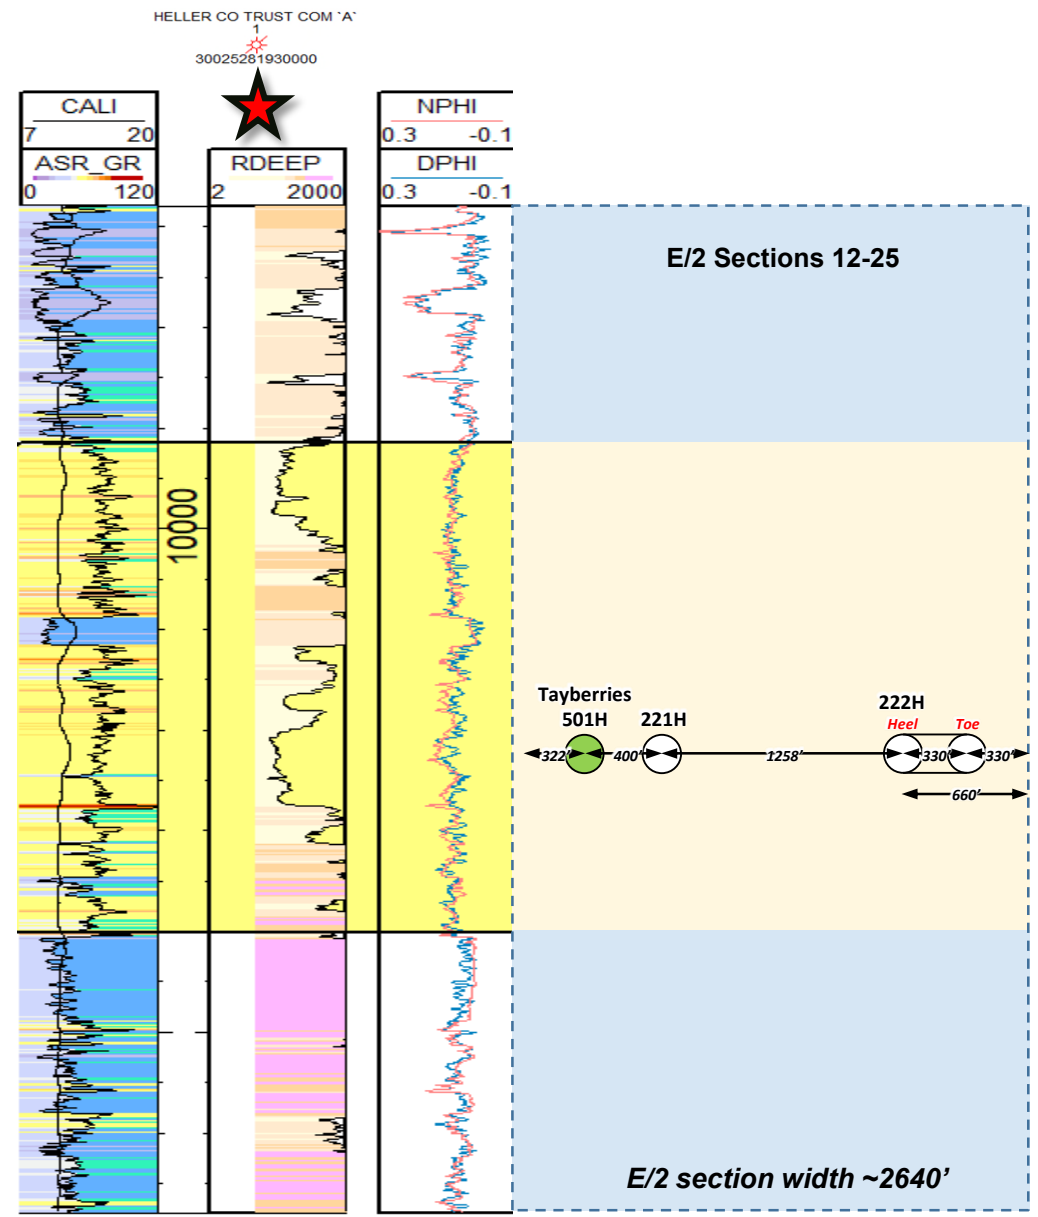 HELLER CO TRUST COM `A`
1
30025281930000
CALI
7 20
ASR_GR
0 120
RDEEP
2 2000
NPHI
0.3 -0.1
DPHI
0.3 -0.1
10000
E/2 Sections 12-25
Tayberries
501H
221H
222H
Heel
Toe
322'
400'
1258'
330'
330'
660'
E/2 section width ~2640’